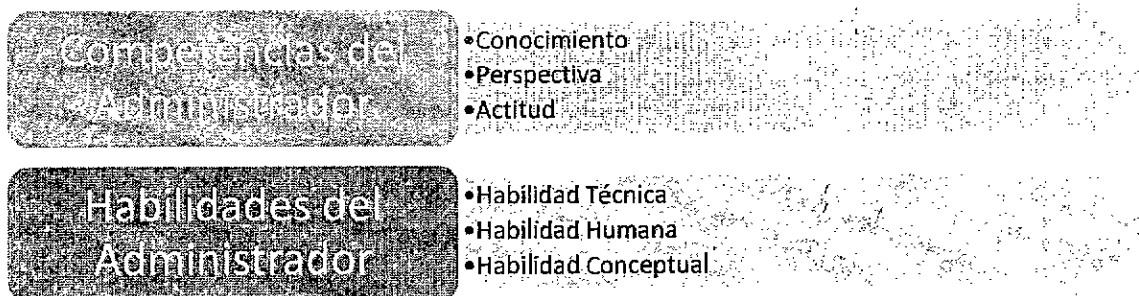 Competencias del
Administrador
•Conocimiento
•Perspectiva
•Actitud
Habilidades del
Administrador
•Habilidad Técnica
•Habilidad Humana
•Habilidad Conceptual